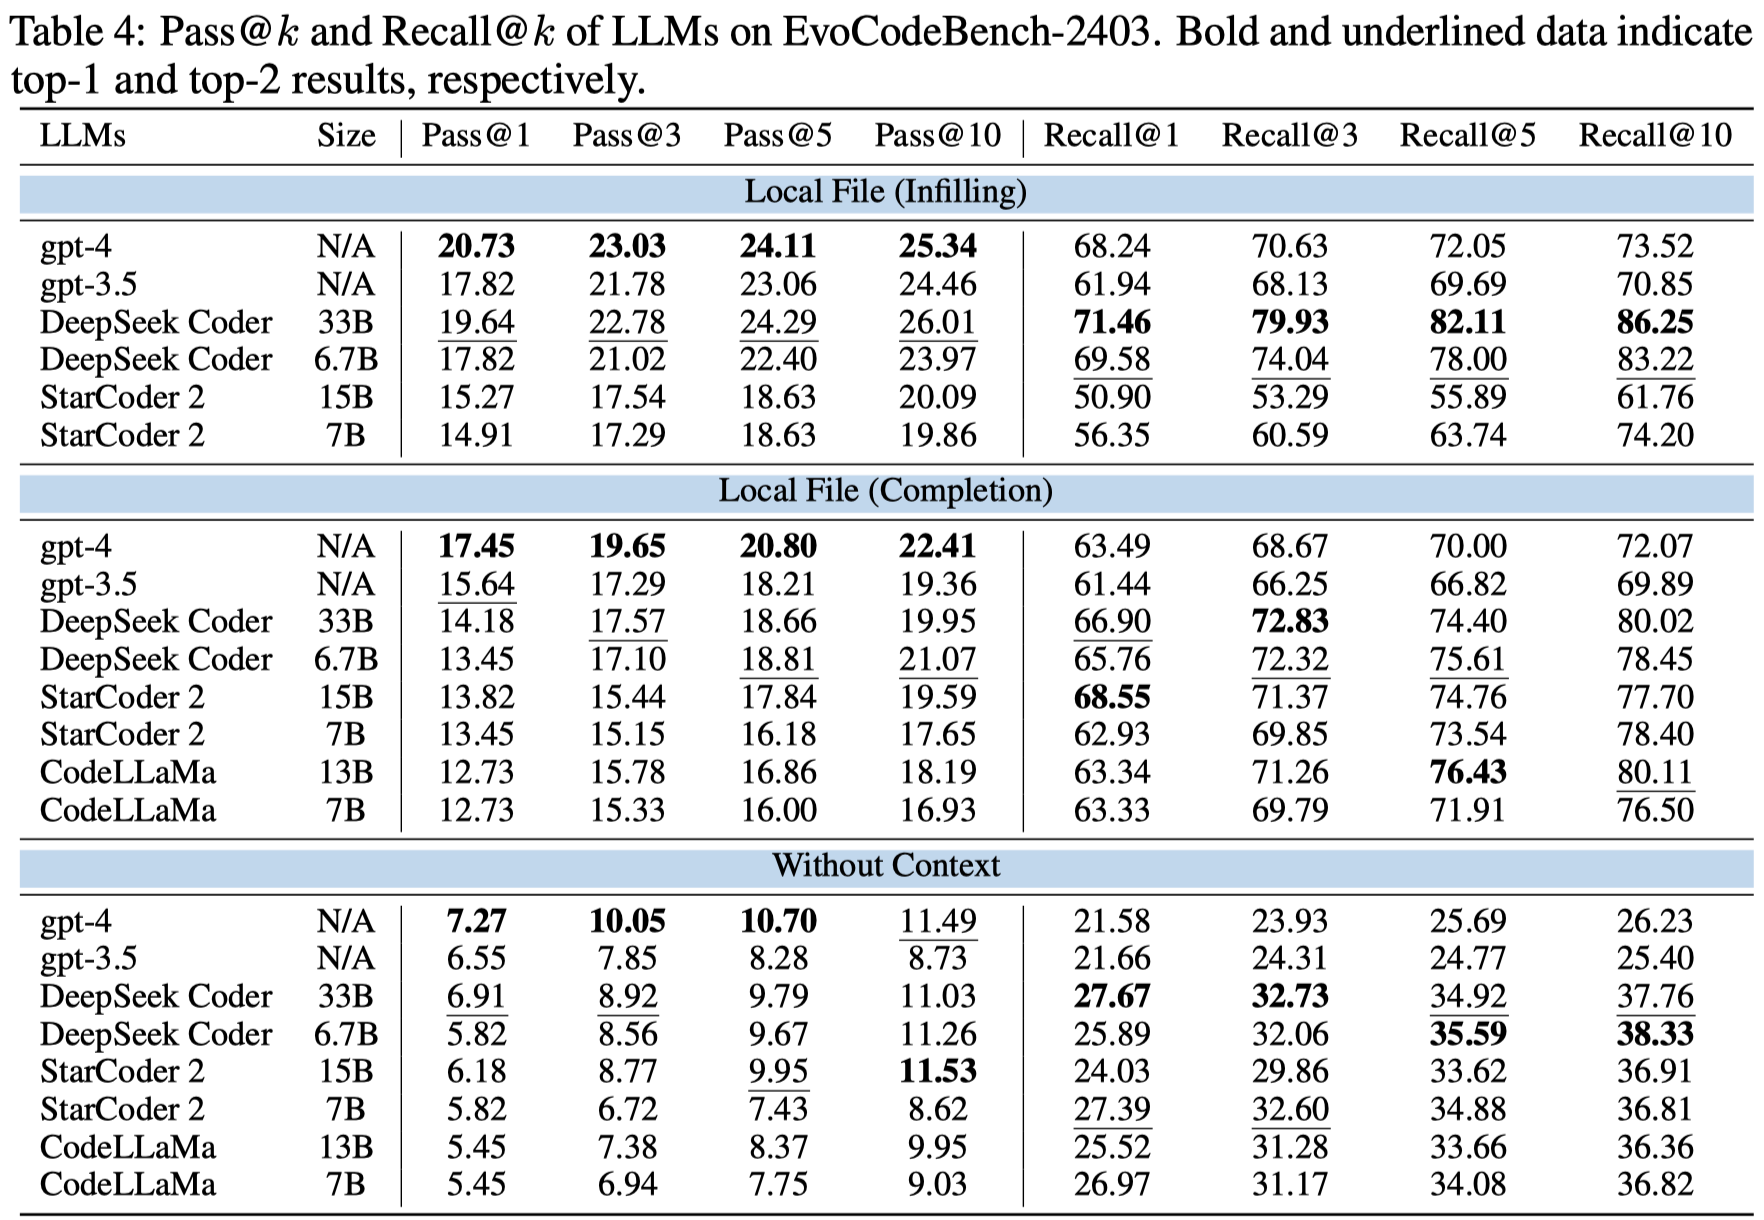 Table 4: Pass@k and Recall@k of LLMs on EvoCodeBench-2403. Bold and underlined data indicate
top-1 and top-2 results, respectively.
LLMs Size Pass@1 Pass@3 Pass@5 Pass@10 Recall@1 Recall@3 Recall@5 Recall@10
Local File (Infilling)
gpt-4 N/A 20.73 23.03 24.11 25.34 68.24 70.63 72.05 73.52
gpt-3.5 N/A 17.82 21.78 23.06 24.46 61.94 68.13 69.69 70.85
DeepSeek Coder 33B 19.64 22.78 24.29 26.01 71.46 79.93 82.11 86.25
DeepSeek Coder 6.7B 17.82 21.02 22.40 23.97 69.58 74.04 78.00 83.22
StarCoder 2 15B 15.27 17.54 18.63 20.09 50.90 53.29 55.89 61.76
StarCoder 2 7B 14.91 17.29 18.63 19.86 56.35 60.59 63.74 74.20
Local File (Completion)
gpt-4 N/A 17.45 19.65 20.80 22.41 63.49 68.67 70.00 72.07
gpt-3.5 N/A 15.64 17.29 18.21 19.36 61.44 66.25 66.82 69.89
DeepSeek Coder 33B 14.18 17.57 18.66 19.95 66.90 72.83 74.40 80.02
DeepSeek Coder 6.7B 13.45 17.10 18.81 21.07 65.76 72.32 75.61 78.45
StarCoder 2 15B 13.82 15.44 17.84 19.59 68.55 71.37 74.76 77.70
StarCoder 2 7B 13.45 15.15 16.18 17.65 62.93 69.85 73.54 78.40
CodeLLaMa 13B 12.73 15.78 16.86 18.19 63.34 71.26 76.43 80.11
CodeLLaMa 7B 12.73 15.33 16.00 16.93 63.33 69.79 71.91 76.50
Without Context
gpt-4 N/A 7.27 10.05 10.70 11.49 21.58 23.93 25.69 26.23
gpt-3.5 N/A 6.55 7.85 8.28 8.73 21.66 24.31 24.77 25.40
DeepSeek Coder 33B 6.91 8.92 9.79 11.03 27.67 32.73 34.92 37.76
DeepSeek Coder 6.7B 5.82 8.56 9.67 11.26 25.89 32.06 35.59 38.33
StarCoder 2 15B 6.18 8.77 9.95 11.53 24.03 29.86 33.62 36.91
StarCoder 2 7B 5.82 6.72 7.43 8.62 27.39 32.60 34.88 36.81
CodeLLaMa 13B 5.45 7.38 8.37 9.95 25.52 31.28 33.66 36.36
CodeLLaMa 7B 5.45 6.94 7.75 9.03 26.97 31.17 34.08 36.82